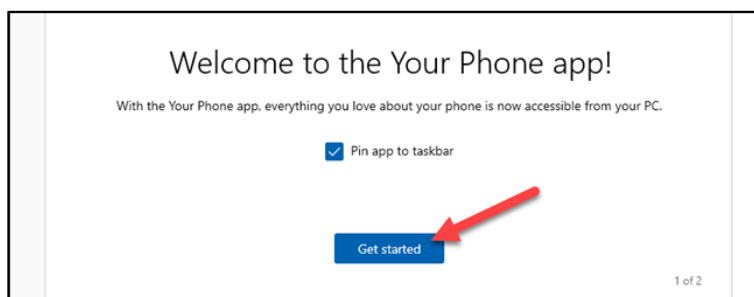 Welcome to the Your Phone app!
With the Your Phone app, everything you love about your phone is now accessible from your PC.
Pin app to taskbar
Get started
1 of 2